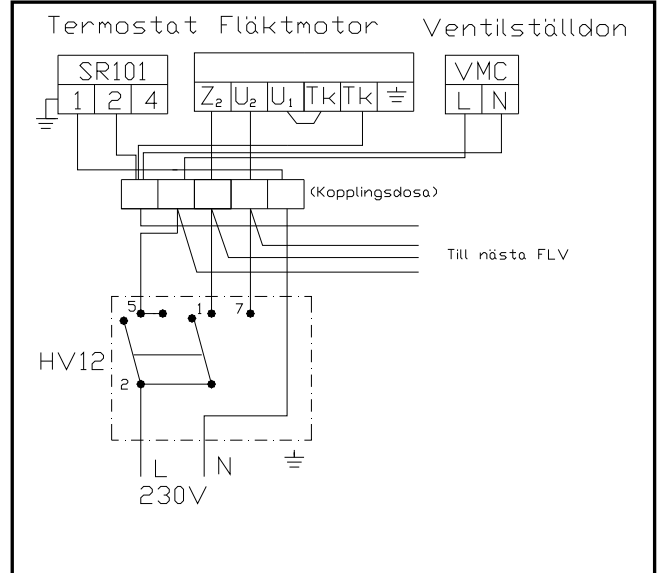 Termostat Fläktmotor Ventilställdon
SR101
1 2 4
Z₂ U₂ U₁ TK TK
VMC
L N
(Kopplingsdosa)
Till nästa FLV
5 1 7
HV12
2
L N
230V